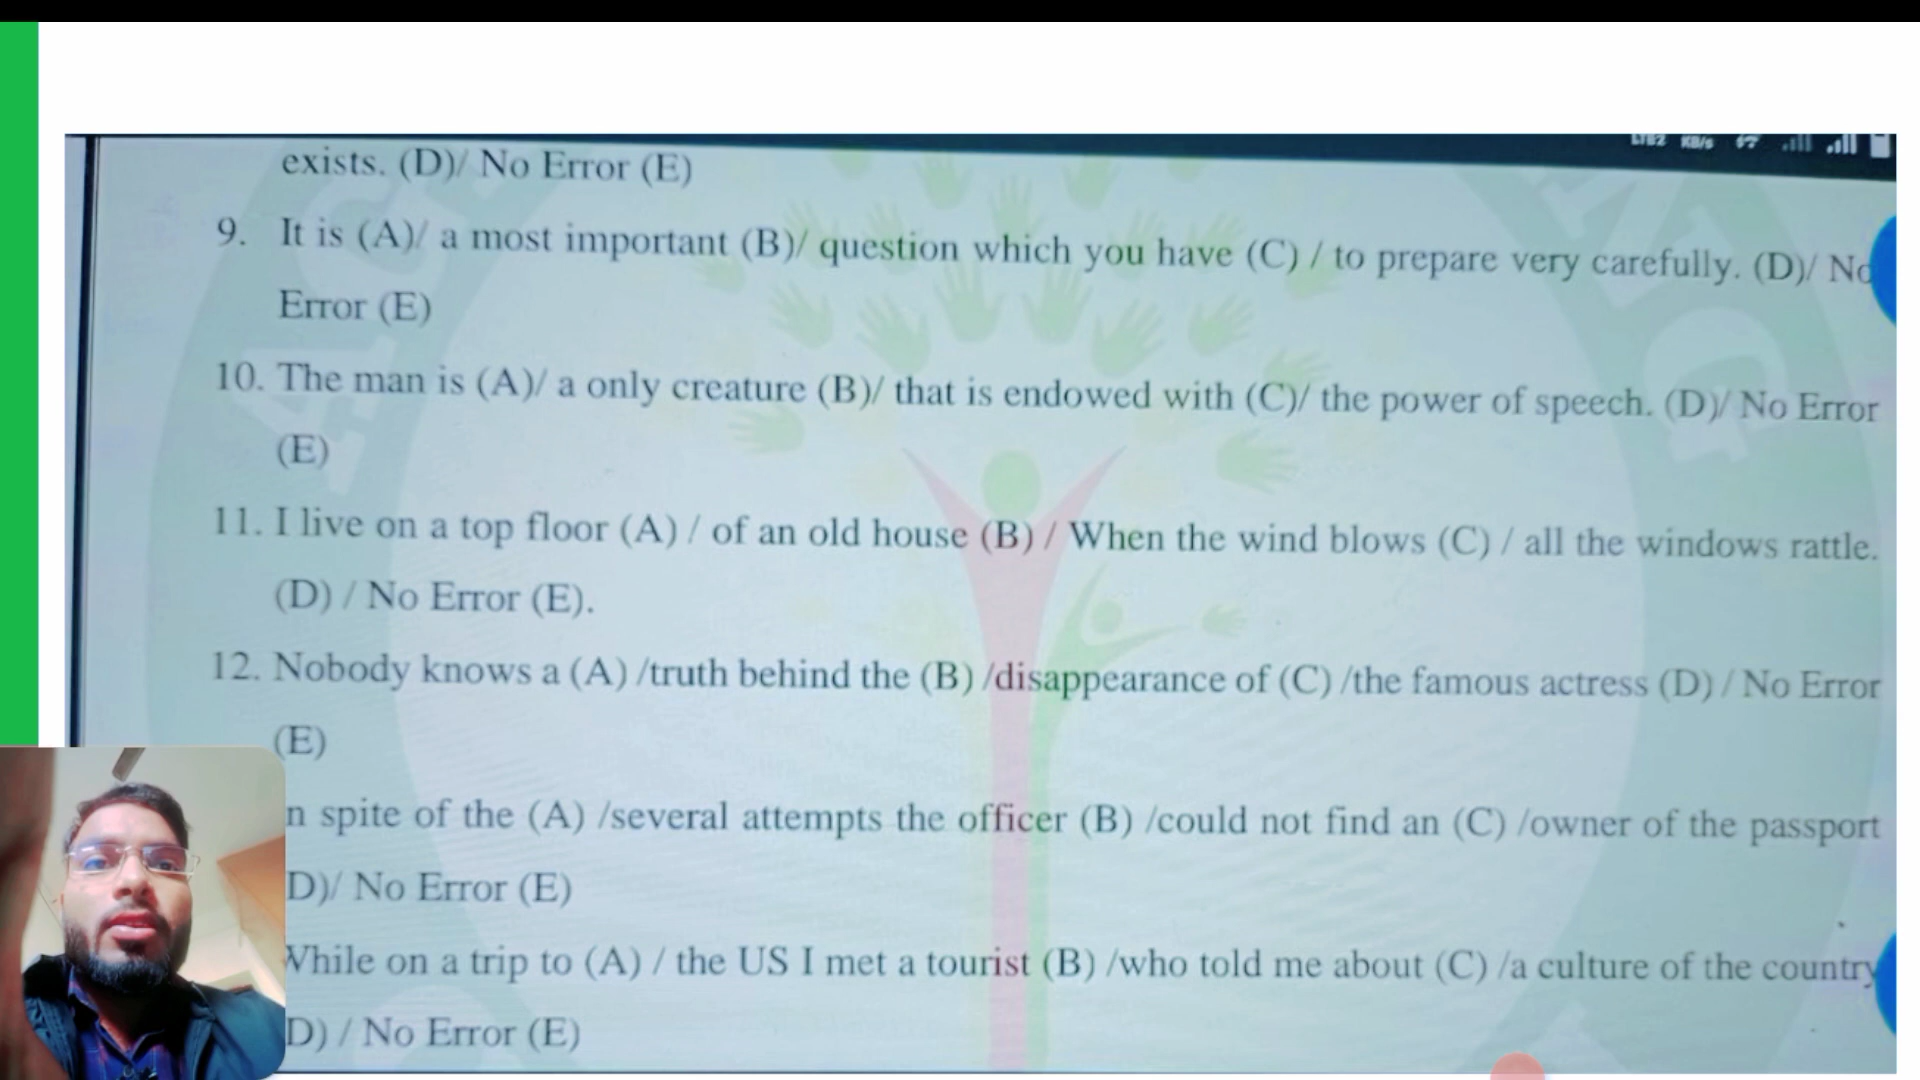 LTE2 KB/s
exists. (D)/ No Error (E)
9. It is (A)/ a most important (B)/ question which you have (C) / to prepare very carefully. (D)/ No
Error (E)
10. The man is (A)/ a only creature (B)/ that is endowed with (C)/ the power of speech. (D)/ No Error
(E)
11. I live on a top floor (A) / of an old house (B) / When the wind blows (C) / all the windows rattle.
(D) / No Error (E).
12. Nobody knows a (A) /truth behind the (B) /disappearance of (C) /the famous actress (D) / No Error
(E)
n spite of the (A) /several attempts the officer (B) /could not find an (C) /owner of the passport
D)/ No Error (E)
While on a trip to (A) / the US I met a tourist (B) /who told me about (C) /a culture of the country
D) / No Error (E)